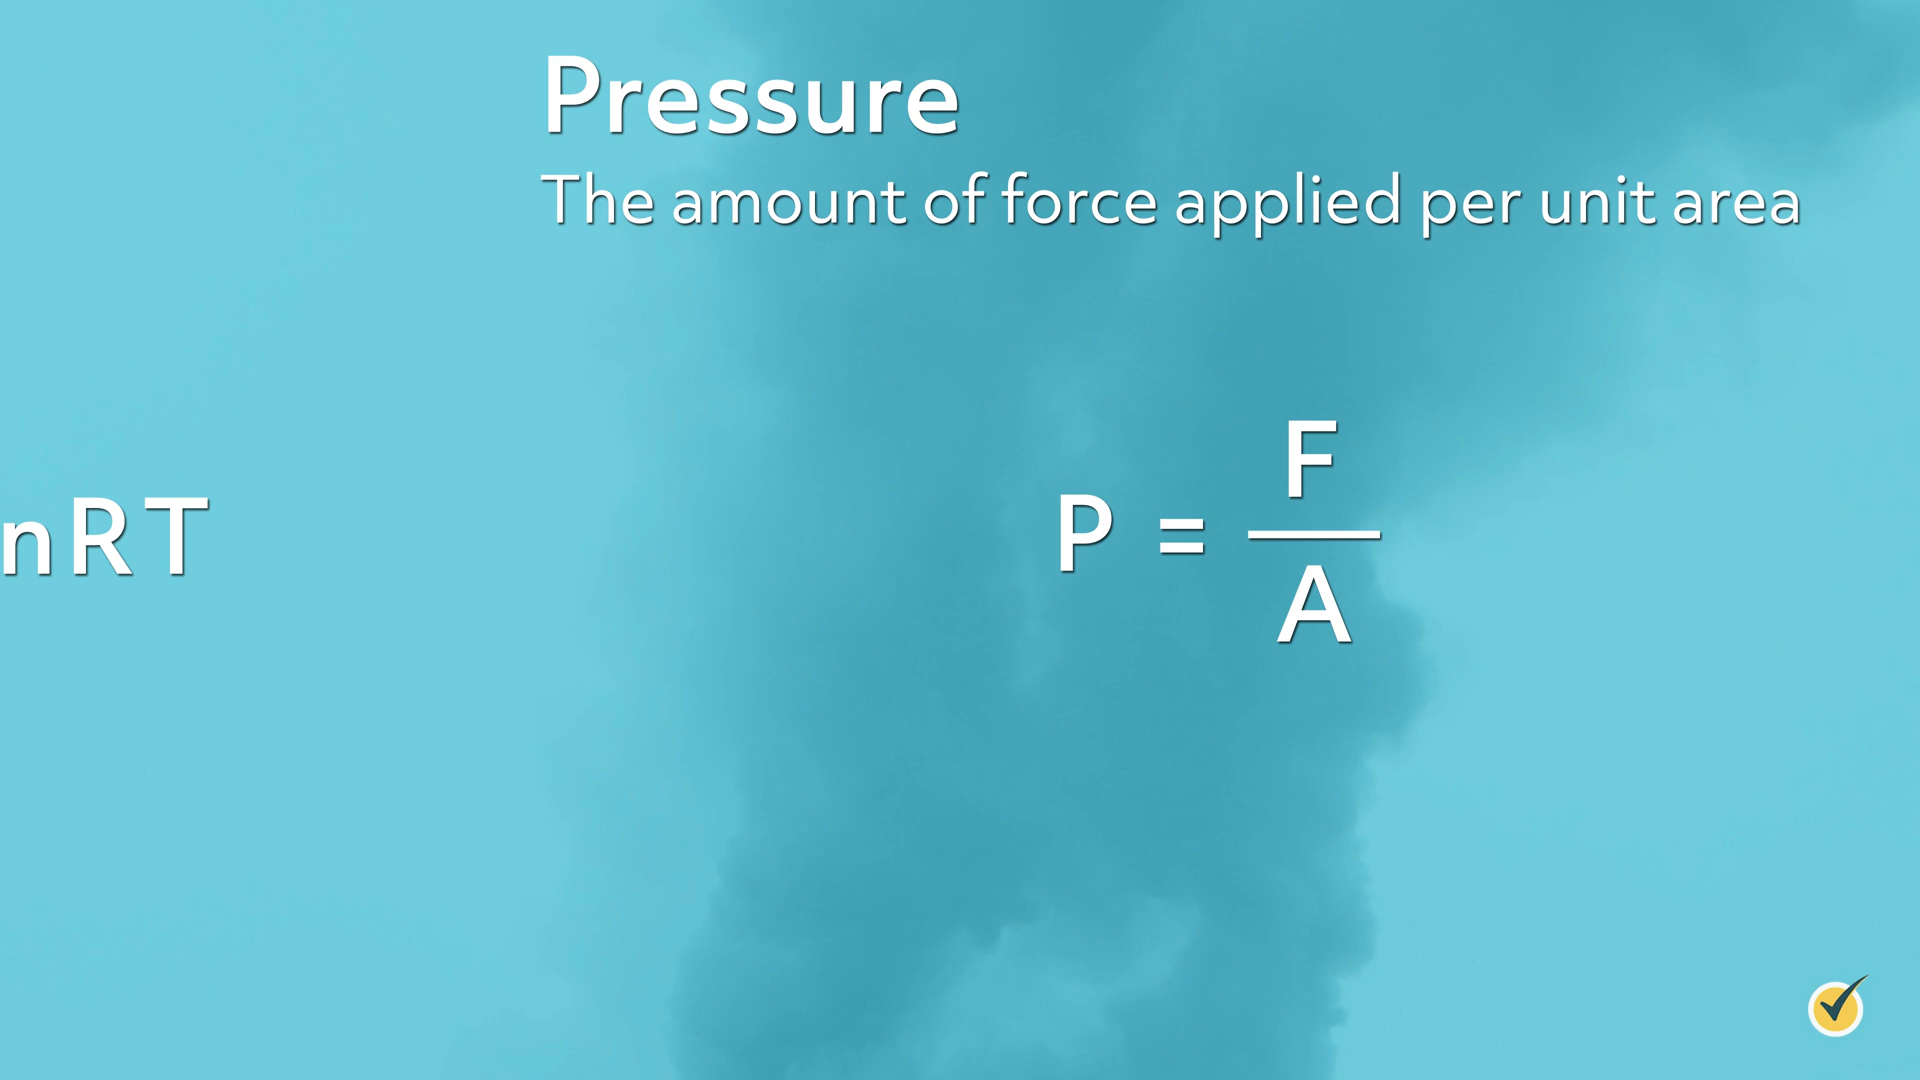 Pressure
The amount of force applied per unit area
nRT
P = F
A